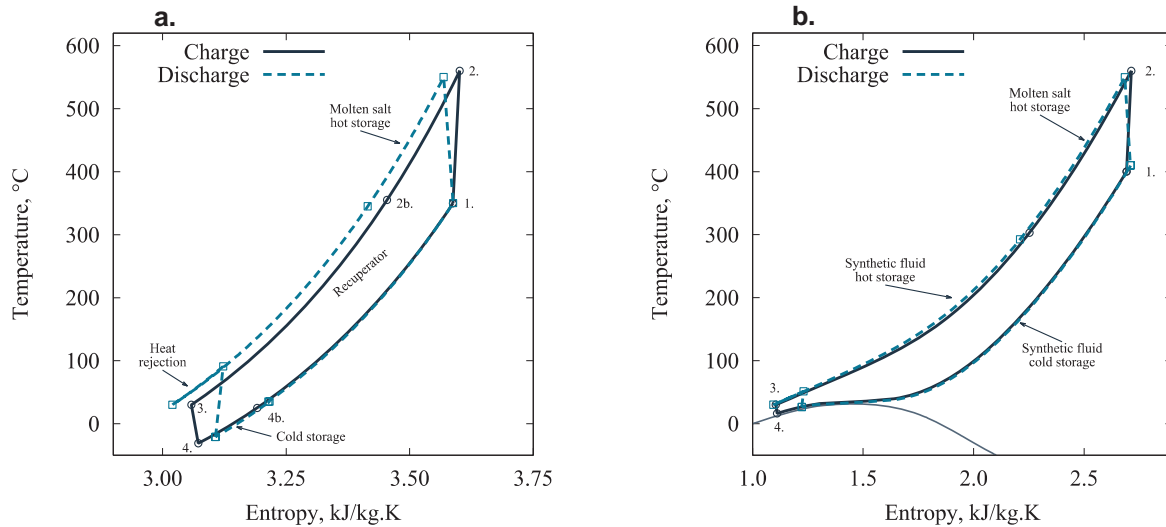 a.
Charge
Discharge
600
500
400
300
200
100
0
Temperature, °C
Molten salt
hot storage
2.
2b.
1.
Recuperator
Heat
rejection
3.
4b.
4.
Cold storage
3.00
3.25
3.50
3.75
Entropy, kJ/kg.K
b.
Charge
Discharge
600
500
400
300
200
100
0
Temperature, °C
Molten salt
hot storage
2.
1.
Synthetic fluid
hot storage
Synthetic fluid
cold storage
3.
4.
1.0
1.5
2.0
2.5
Entropy, kJ/kg.K